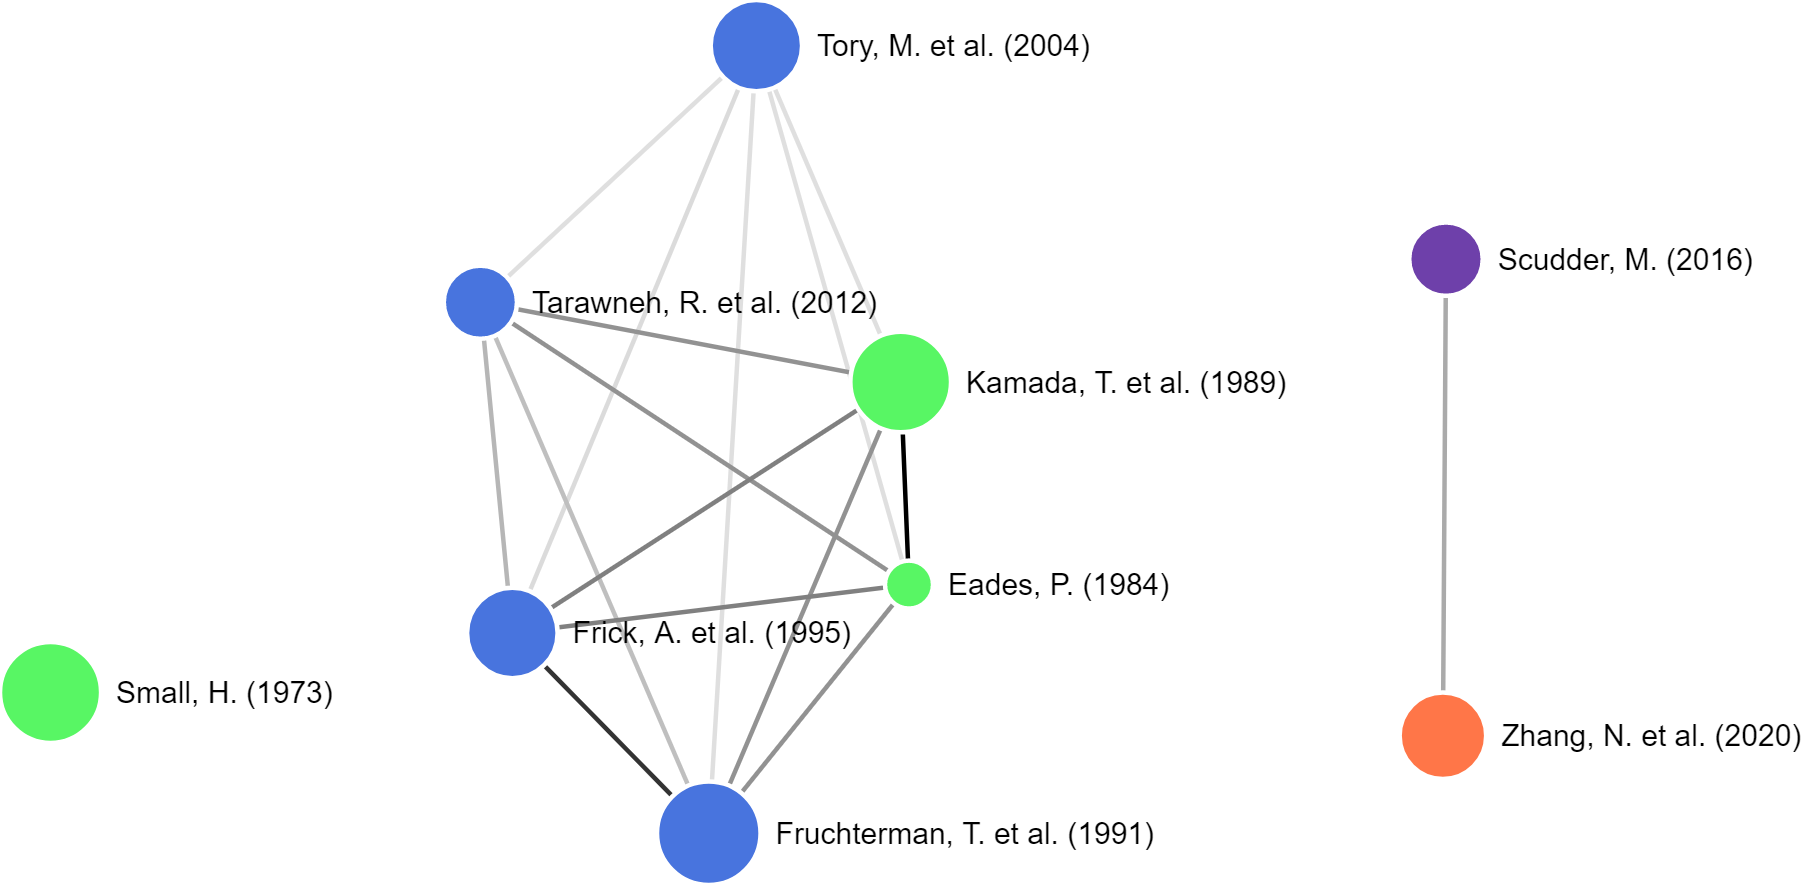 Tory, M. et al. (2004)
Scudder, M. (2016)
Tarawneh, R. et al. (2012)
Kamada, T. et al. (1989)
Eades, P. (1984)
Frick, A. et al. (1995)
Small, H. (1973)
Zhang, N. et al. (2020)
Fruchterman, T. et al. (1991)